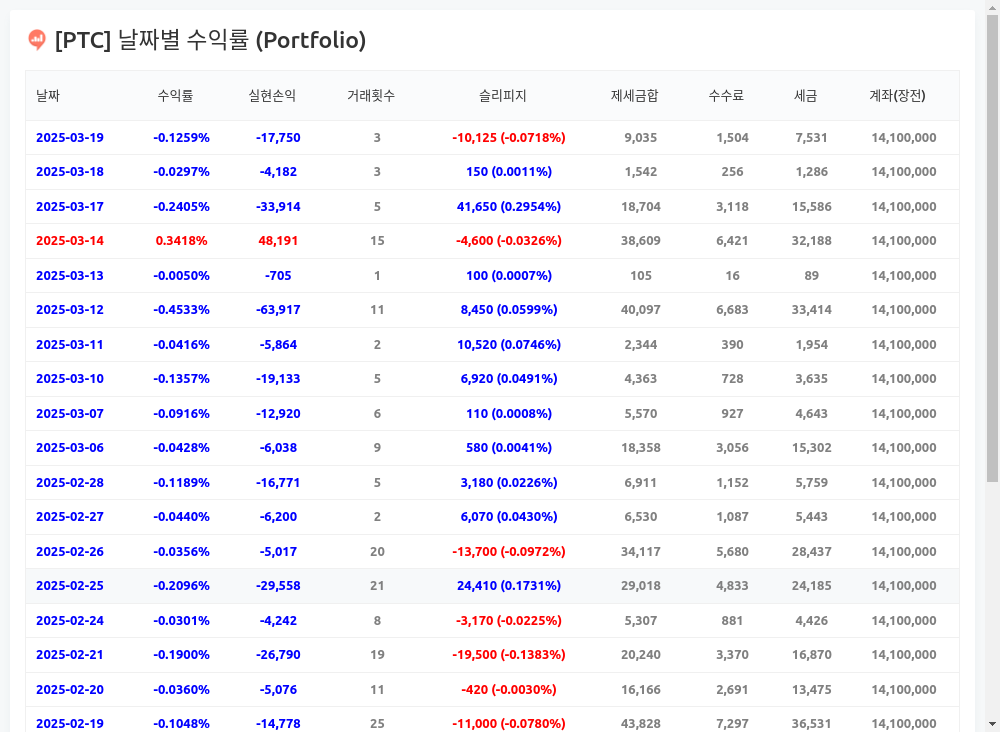 [PTC] 날짜별 수익률 (Portfolio)
날짜 수익률 실현손익 거래횟수 슬리피지 제세금합 수수료 세금 계좌(장전)
2025-03-19 -0.1259% -17,750 3 -10,125 (-0.0718%) 9,035 1,504 7,531 14,100,000
2025-03-18 -0.0297% -4,182 3 150 (0.0011%) 1,542 256 1,286 14,100,000
2025-03-17 -0.2405% -33,914 5 41,650 (0.2954%) 18,704 3,118 15,586 14,100,000
2025-03-14 0.3418% 48,191 15 -4,600 (-0.0326%) 38,609 6,421 32,188 14,100,000
2025-03-13 -0.0050% -705 1 100 (0.0007%) 105 16 89 14,100,000
2025-03-12 -0.4533% -63,917 11 8,450 (0.0599%) 40,097 6,683 33,414 14,100,000
2025-03-11 -0.0416% -5,864 2 10,520 (0.0746%) 2,344 390 1,954 14,100,000
2025-03-10 -0.1357% -19,133 5 6,920 (0.0491%) 4,363 728 3,635 14,100,000
2025-03-07 -0.0916% -12,920 6 110 (0.0008%) 5,570 927 4,643 14,100,000
2025-03-06 -0.0428% -6,038 9 580 (0.0041%) 18,358 3,056 15,302 14,100,000
2025-02-28 -0.1189% -16,771 5 3,180 (0.0226%) 6,911 1,152 5,759 14,100,000
2025-02-27 -0.0440% -6,200 2 6,070 (0.0430%) 6,530 1,087 5,443 14,100,000
2025-02-26 -0.0356% -5,017 20 -13,700 (-0.0972%) 34,117 5,680 28,437 14,100,000
2025-02-25 -0.2096% -29,558 21 24,410 (0.1731%) 29,018 4,833 24,185 14,100,000
2025-02-24 -0.0301% -4,242 8 -3,170 (-0.0225%) 5,307 881 4,426 14,100,000
2025-02-21 -0.1900% -26,790 19 -19,500 (-0.1383%) 20,240 3,370 16,870 14,100,000
2025-02-20 -0.0360% -5,076 11 -420 (-0.0030%) 16,166 2,691 13,475 14,100,000
2025-02-19 -0.1048% -14,778 25 -11,000 (-0.0780%) 43,828 7,297 36,531 14,100,000